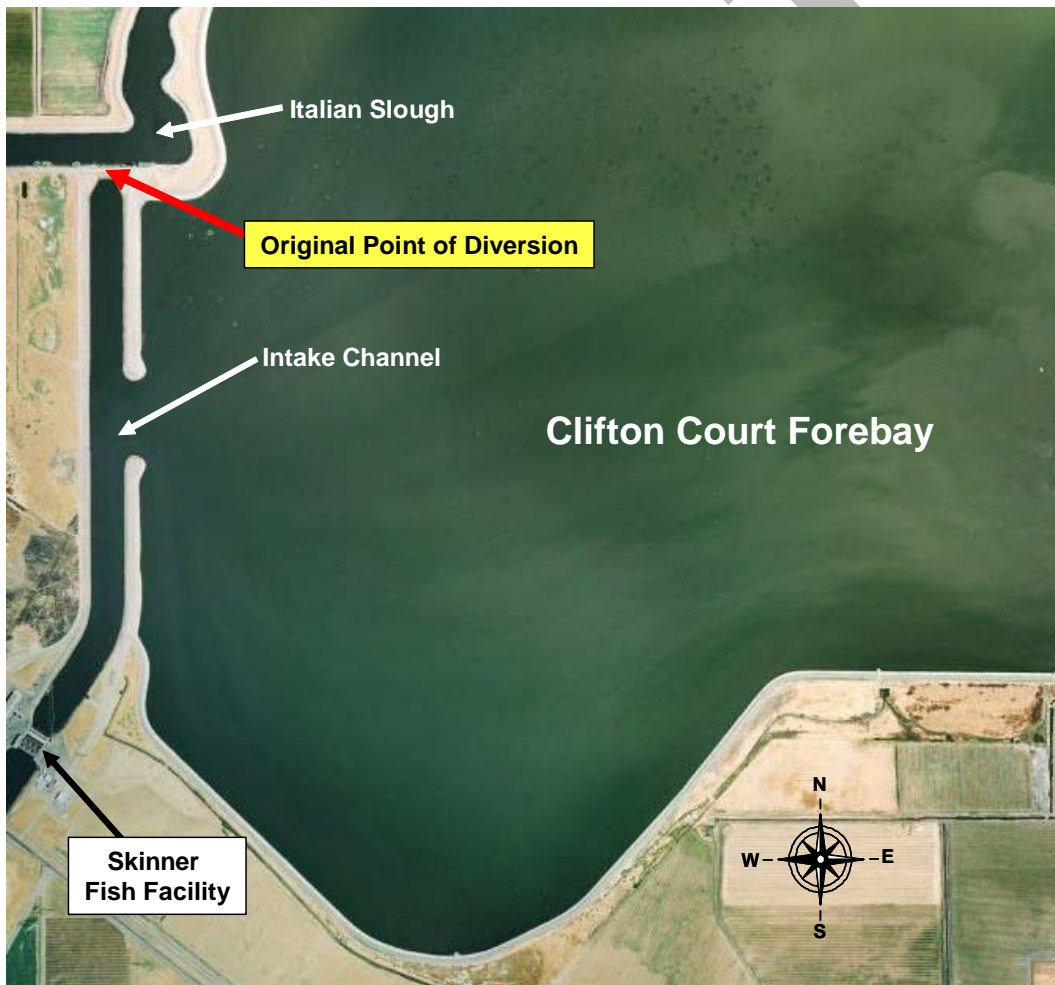 Italian Slough
Original Point of Diversion
Intake Channel
Clifton Court Forebay
Skinner
Fish Facility
N
W
E
S